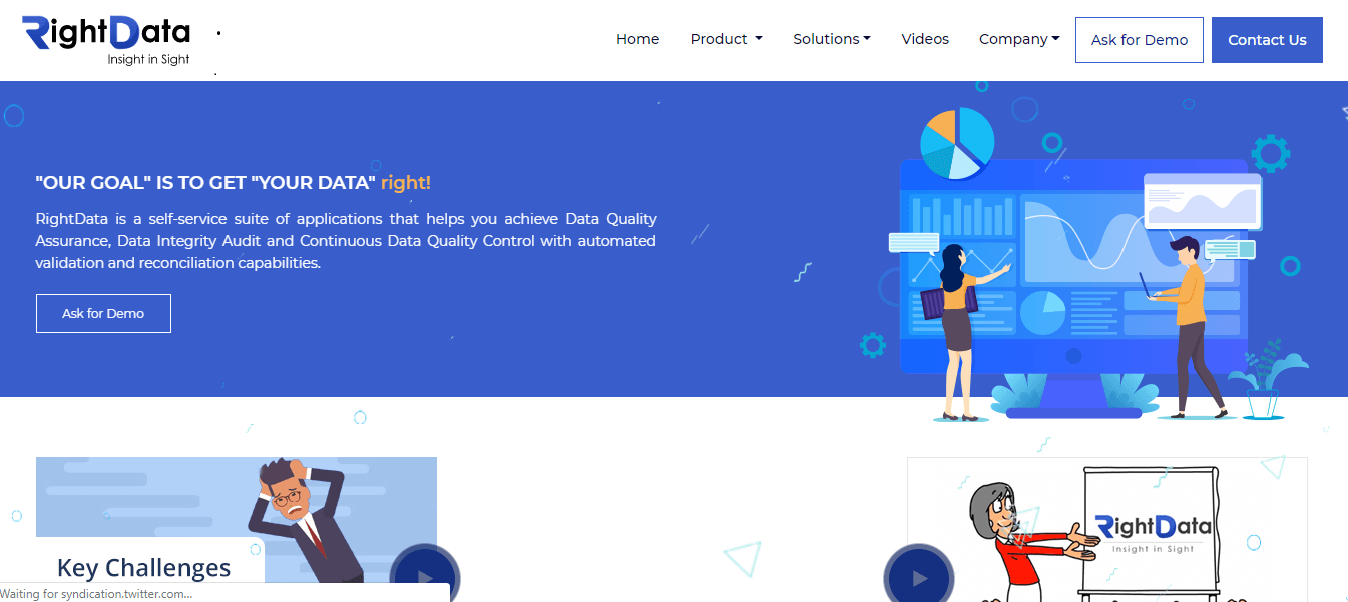 RightData
Insight in Sight
Home
Product
Solutions
Videos
Company
Ask for Demo
Contact Us
"OUR GOAL" IS TO GET "YOUR DATA" right!
RightData is a self-service suite of applications that helps you achieve Data Quality
Assurance, Data Integrity Audit and Continuous Data Quality Control with automated
validation and reconciliation capabilities.
Ask for Demo
Key Challenges
RightData
Insight in Sight
Waiting for syndication.twitter.com...